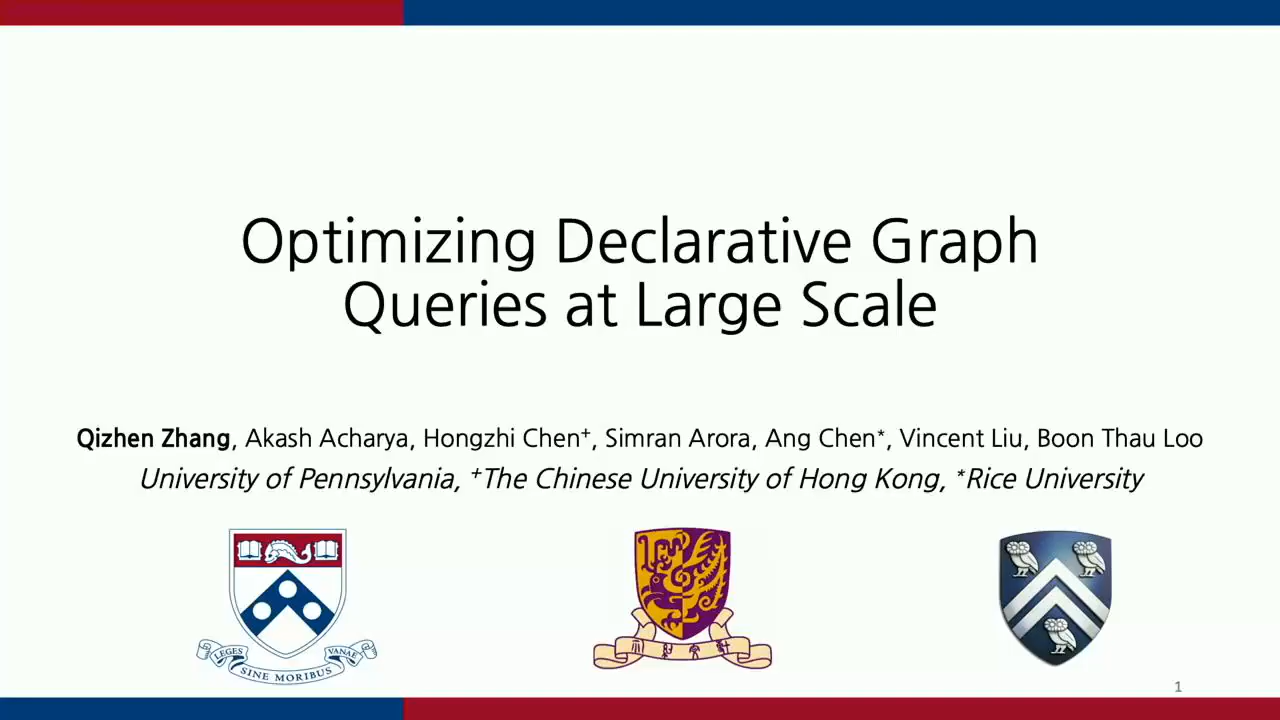 Optimizing Declarative Graph
Queries at Large Scale
Qizhen Zhang, Akash Acharya, Hongzhi Chen+, Simran Arora, Ang Chen*, Vincent Liu, Boon Thau Loo
University of Pennsylvania, +The Chinese University of Hong Kong, *Rice University
LEGES VANAE
SINE MORIBUS
1